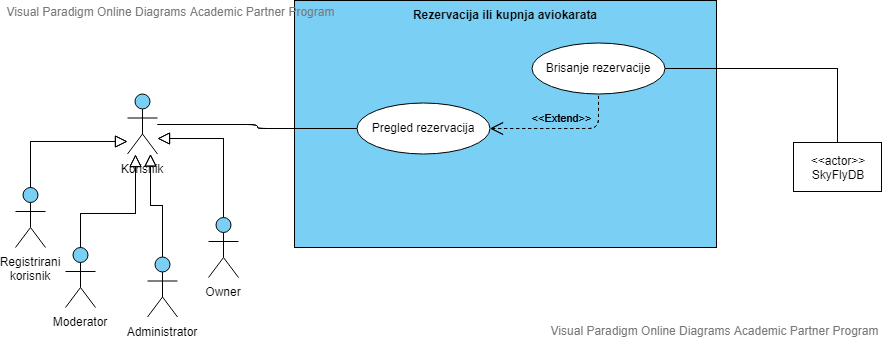 Visual Paradigm Online Diagrams Academic Partner Program
Rezervacija ili kupnja aviokarata
Brisanje rezervacije
<<Extend>>
Pregled rezervacija
<<actor>>
SkyFlyDB
Korisnik
Registrirani
korisnik
Moderator
Administrator
Owner
Visual Paradigm Online Diagrams Academic Partner Program